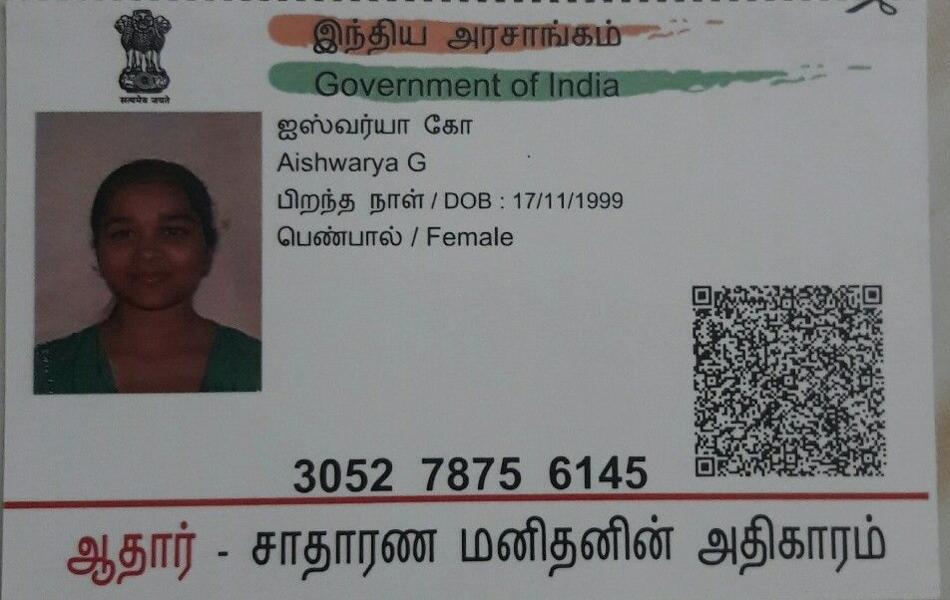 இந்திய அரசாங்கம்
Government of India
सत्यमेव जयते
ஐஸ்வர்யா கோ
Aishwarya G
பிறந்த நாள் / DOB : 17/11/1999
பெண்பால் / Female
3052 7875 6145
ஆதார் - சாதாரண மனிதனின் அதிகாரம்